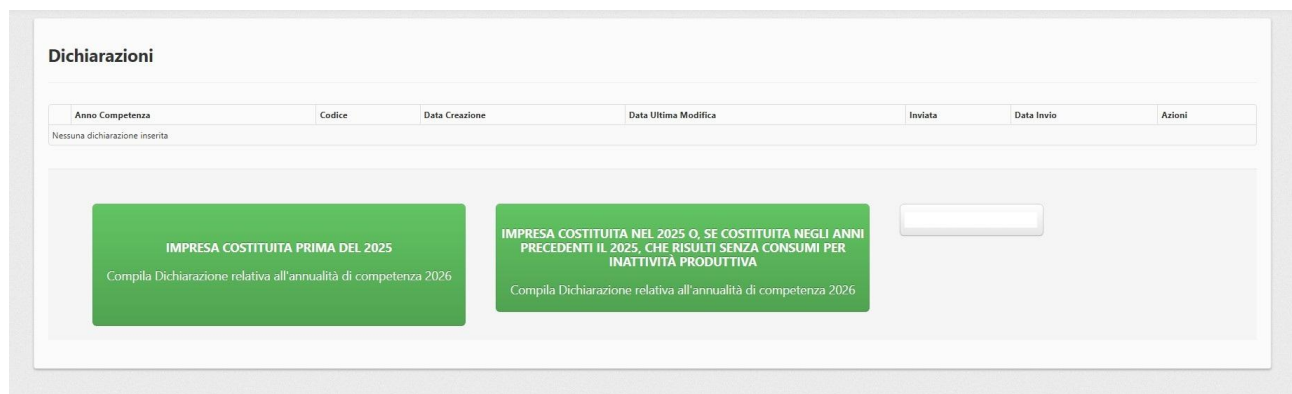 Dichiarazioni
Anno Competenza Codice Data Creazione Data Ultima Modifica Inviata Data Invio Azioni
Nessuna dichiarazione inserita
IMPRESA COSTITUITA PRIMA DEL 2025
Compila Dichiarazione relativa all'annualità di competenza 2026
IMPRESA COSTITUITA NEL 2025 O, SE COSTITUITA NEGLI ANNI
PRECEDENTI IL 2025, CHE RISULTI SENZA CONSUMI PER
INATTIVITÀ PRODUTTIVA
Compila Dichiarazione relativa all'annualità di competenza 2026